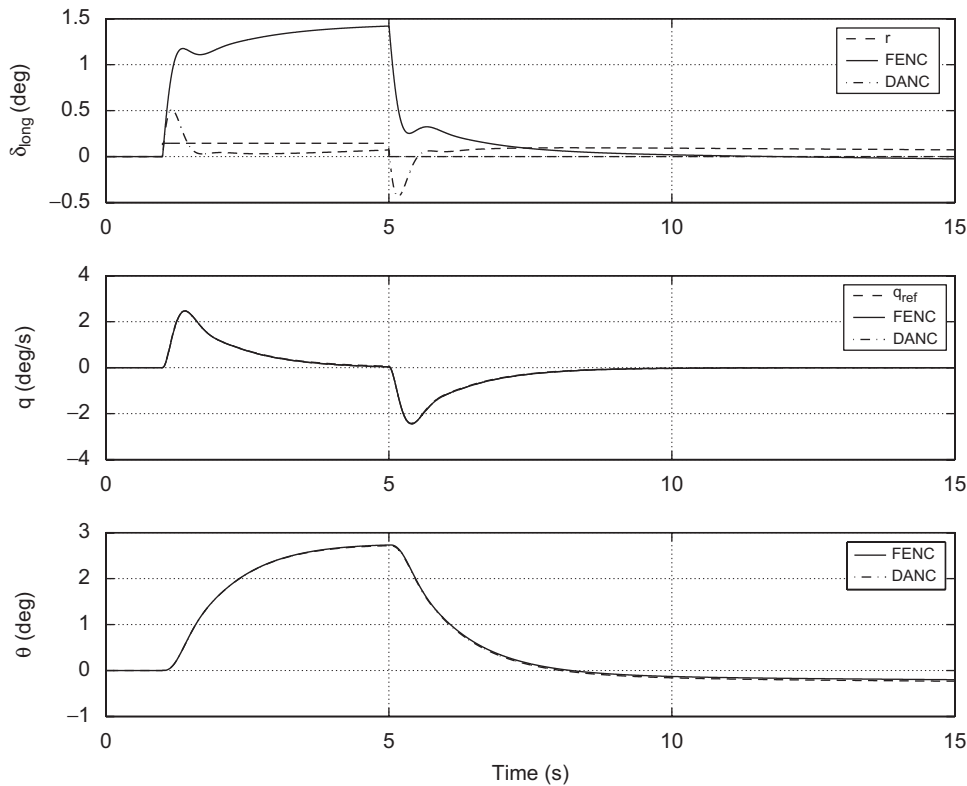 1.5
1
0.5
0
−0.5
δlong (deg)
r
FENC
DANC
0
5
10
15
4
2
0
−2
−4
q (deg/s)
qref
FENC
DANC
0
5
10
15
3
2
1
0
−1
θ (deg)
FENC
DANC
0
5
10
15
Time (s)